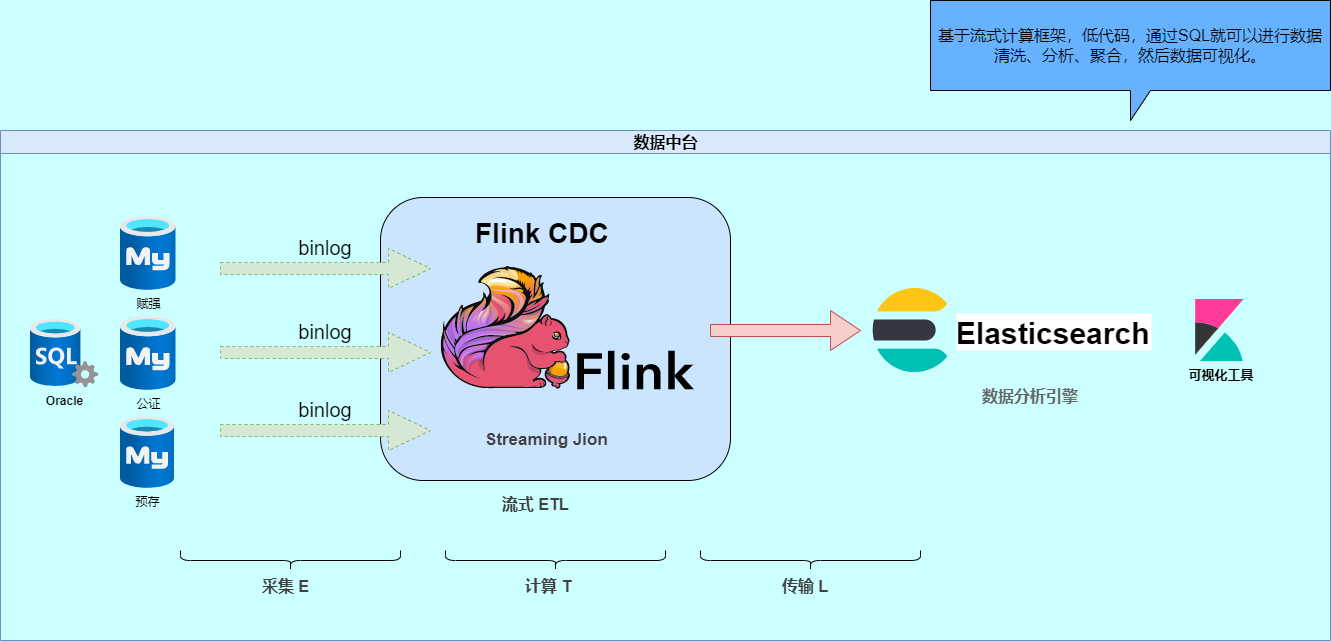 基于流式计算框架，低代码，通过SQL就可以进行数据
清洗、分析、聚合，然后数据可视化。
数据中台
Flink CDC
My
binlog
赋强
SQL
Oracle
My
binlog
公证
Flink
Elasticsearch
可视化工具
数据分析引擎
My
binlog
预存
Streaming Jion
流式 ETL
采集 E
计算 T
传输 L